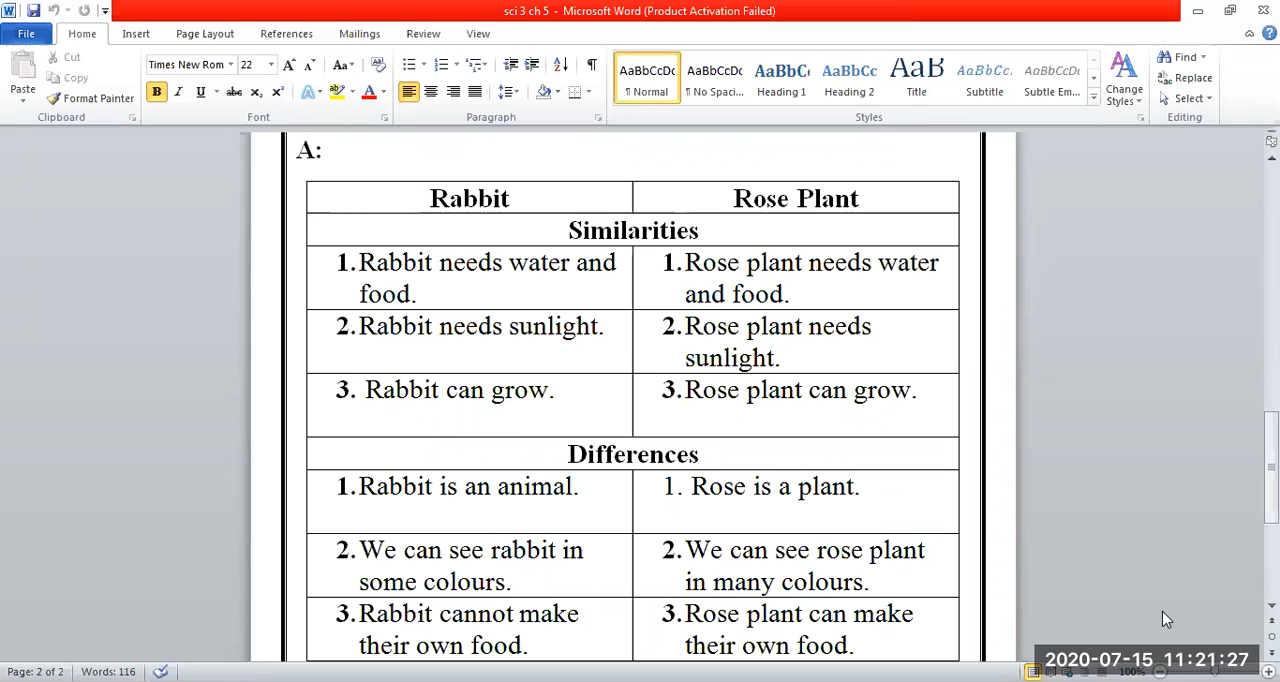 sci 3 ch 5 - Microsoft Word (Product Activation Failed)
File Home Insert Page Layout References Mailings Review View
Cut
Copy
Paste
Format Painter
Times New Rom 22
AaBbCcDc AaBbCcDc AaBbC AaBbCc AaB AaBbCc. AaBbCcDc
¶ Normal ¶ No Spaci... Heading 1 Heading 2 Title Subtitle Subtle Em...
Change
Styles
Find
Replace
Select
Clipboard Font Paragraph Styles Editing
A:
Rabbit Rose Plant
Similarities
1.Rabbit needs water and
food.
1.Rose plant needs water
and food.
2.Rabbit needs sunlight.
2.Rose plant needs
sunlight.
3. Rabbit can grow.
3.Rose plant can grow.
Differences
1.Rabbit is an animal.
1. Rose is a plant.
2.We can see rabbit in
some colours.
2.We can see rose plant
in many colours.
3.Rabbit cannot make
their own food.
3.Rose plant can make
their own food.
Page: 2 of 2 Words: 116
2020-07-15 11:21:27
100%